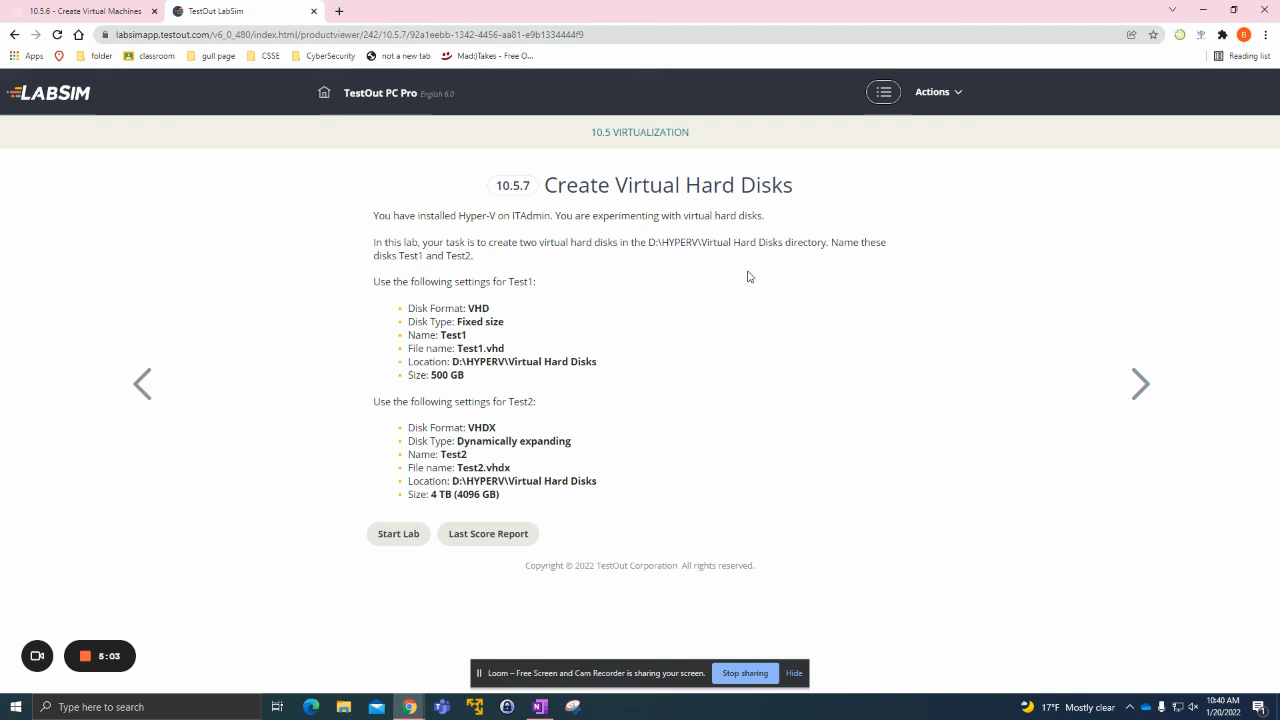 10.5.6 - Create Virtual Machines
TestOut LabSim
labsimapp.testout.com/v6_0_480/index.html/productviewer/242/10.5.7/92a1eebb-1342-4456-aa81-e9b1334444f9
B
Apps folder classroom gull page CSSE CyberSecurity not a new tab Mad:)Takes - Free O... Reading list
LABSIM
TestOut PC Pro English 6.0
Actions
10.5 VIRTUALIZATION
10.5.7 Create Virtual Hard Disks
You have installed Hyper-V on ITAdmin. You are experimenting with virtual hard disks.
In this lab, your task is to create two virtual hard disks in the D:\HYPERV\Virtual Hard Disks directory. Name these
disks Test1 and Test2.
Use the following settings for Test1:
Disk Format: VHD
Disk Type: Fixed size
Name: Test1
File name: Test1.vhd
Location: D:\HYPERV\Virtual Hard Disks
Size: 500 GB
Use the following settings for Test2:
Disk Format: VHDX
Disk Type: Dynamically expanding
Name: Test2
File name: Test2.vhdx
Location: D:\HYPERV\Virtual Hard Disks
Size: 4 TB (4096 GB)
Start Lab Last Score Report
Copyright © 2022 TestOut Corporation All rights reserved.
5:03
Loom – Free Screen and Cam Recorder is sharing your screen. Stop sharing Hide
Type here to search
17°F Mostly clear
10:40 AM
1/20/2022